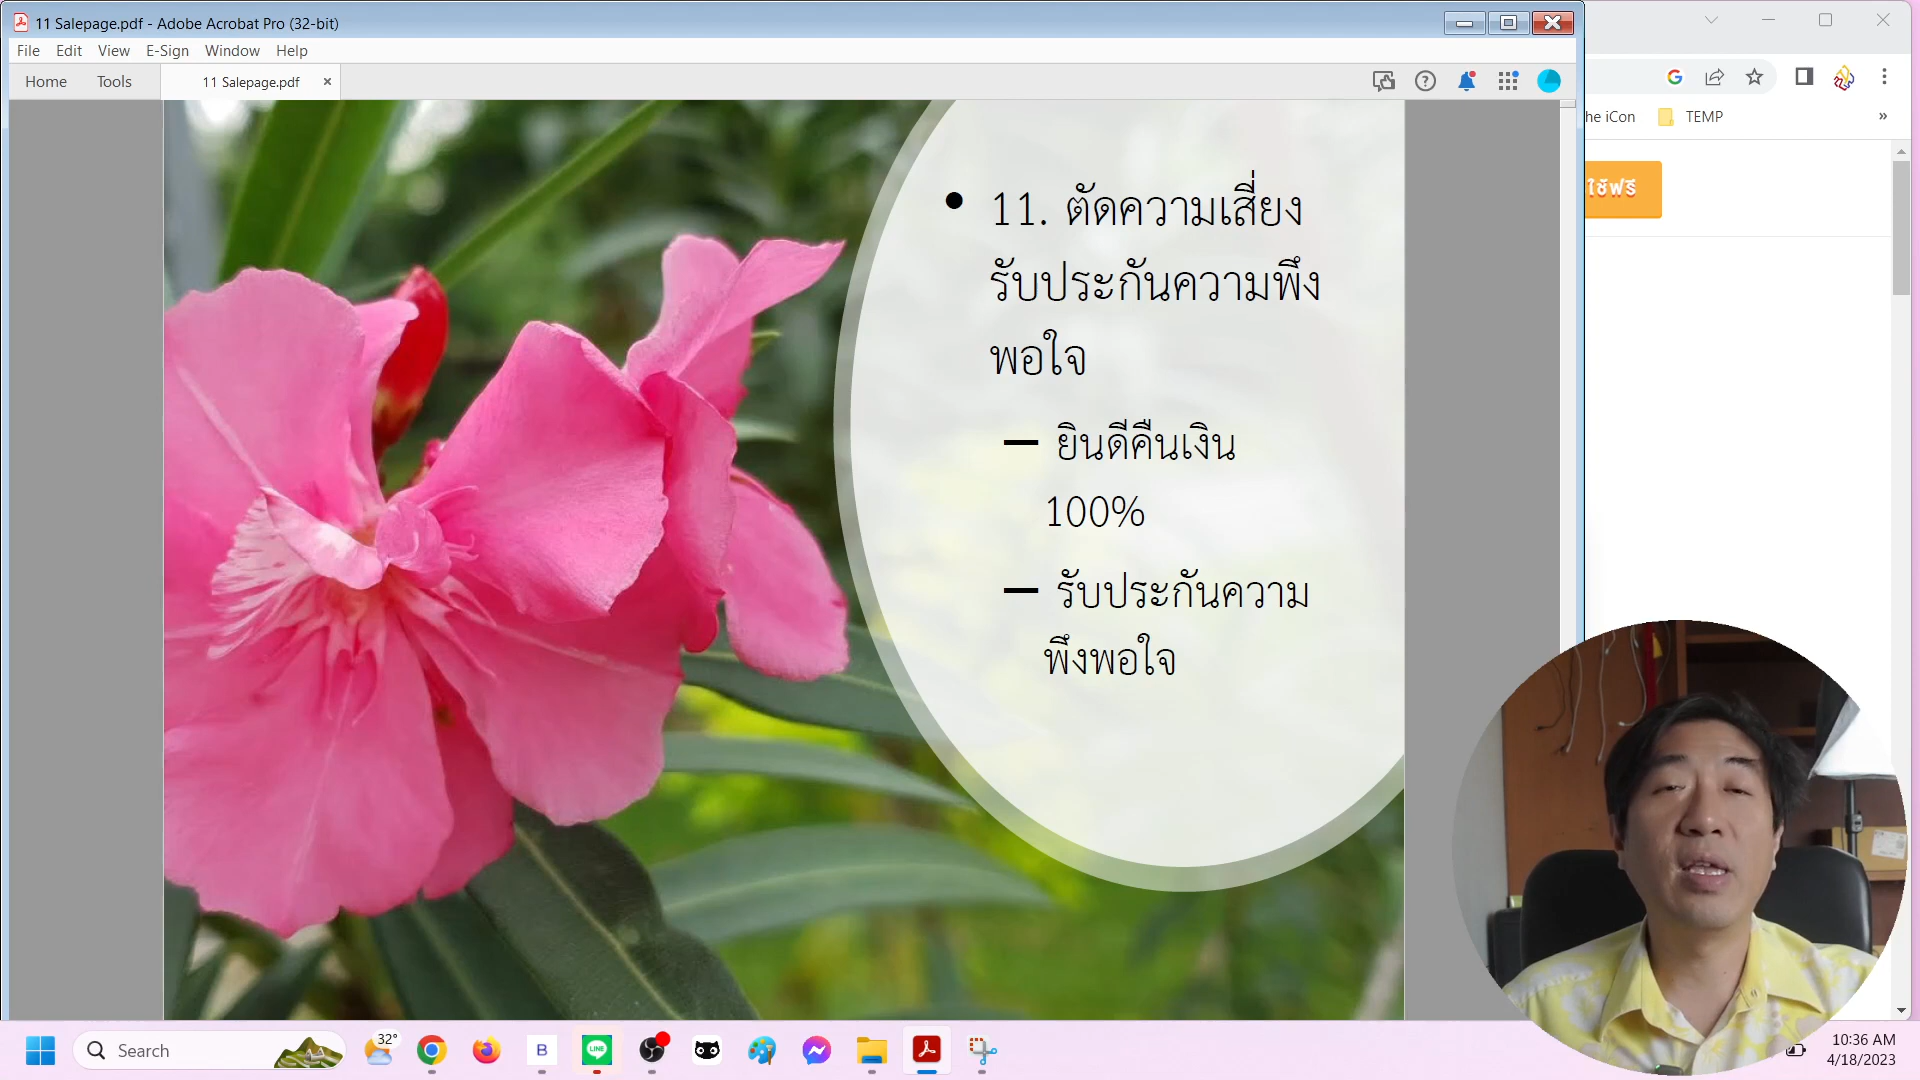 11 Salepage.pdf - Adobe Acrobat Pro (32-bit)
File Edit View E-Sign Window Help
Home Tools 11 Salepage.pdf
he iCon TEMP
ใช้ฟรี
11. ตัดความเสี่ยง
รับประกันความพึง
พอใจ
— ยินดีคืนเงิน
100%
— รับประกันความ
พึงพอใจ
Search
32°
B
LINE
10:36 AM
4/18/2023